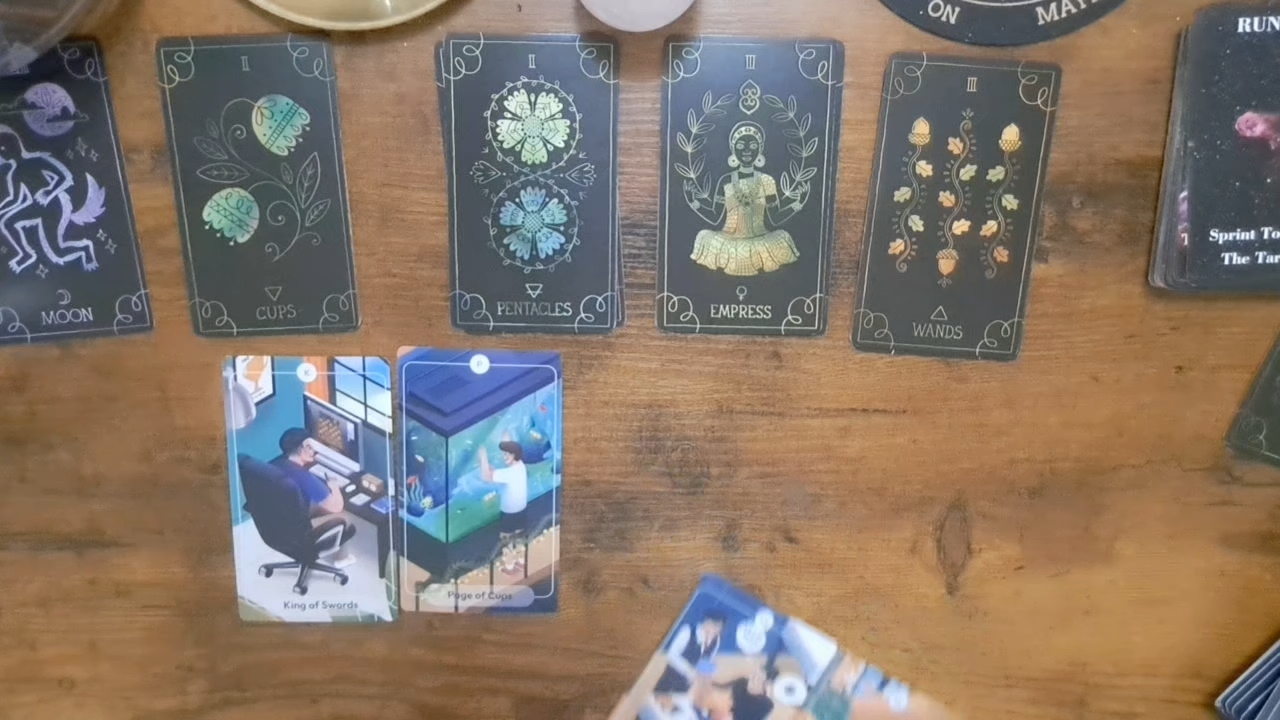 ON
MAY
RUN
II
II
III
III
MOON
CUPS
PENTACLES
EMPRESS
WANDS
Sprint To
The Tar
K
P
King of Swords
Page of Cups